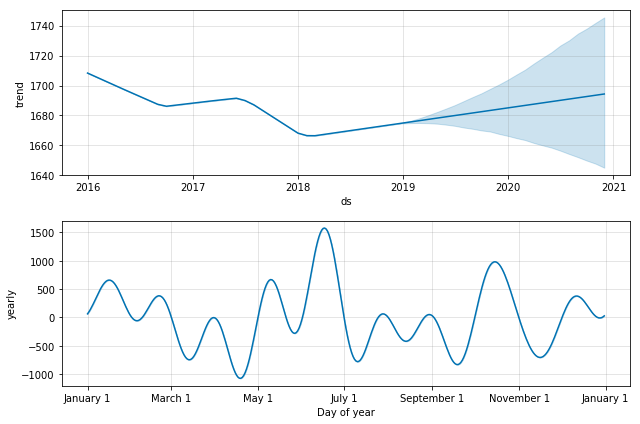 1740
1720
1700
1680
1660
1640
trend
2016 2017 2018 2019 2020 2021
ds
1500
1000
500
0
−500
−1000
yearly
January 1 March 1 May 1 July 1 September 1 November 1 January 1
Day of year